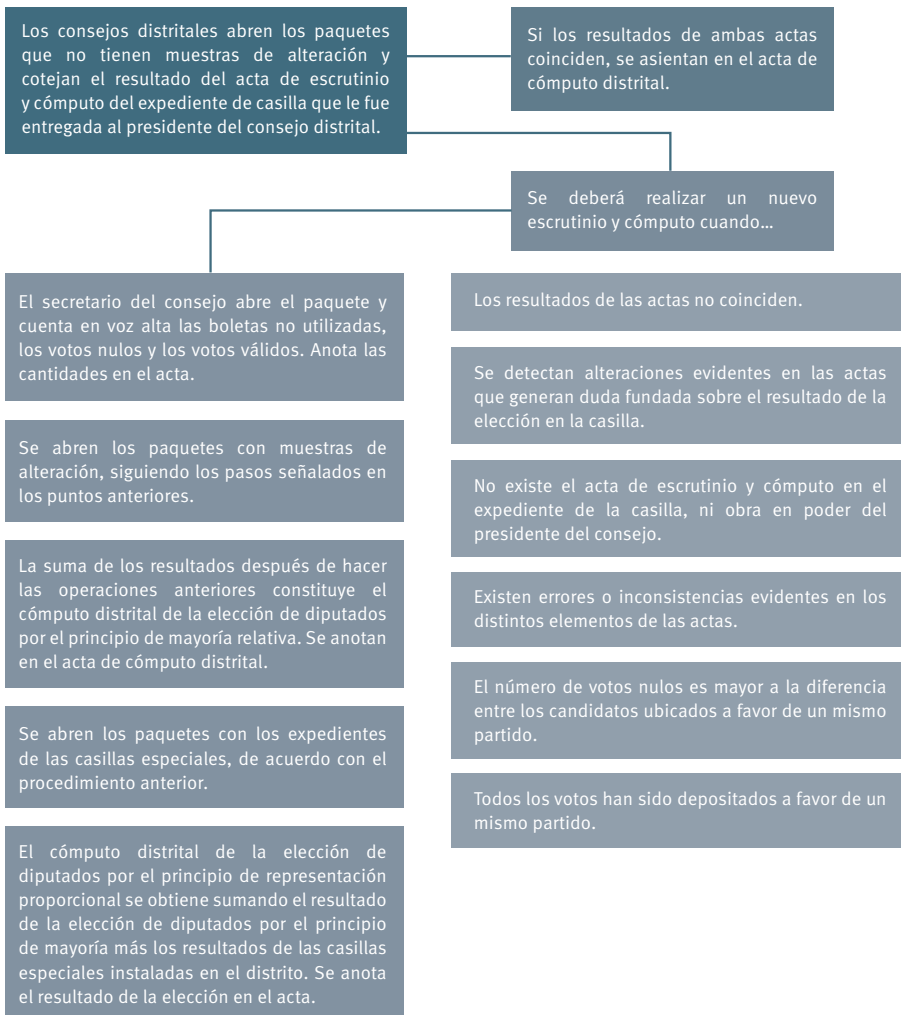 Los consejos distritales abren los paquetes
que no tienen muestras de alteración y
cotejan el resultado del acta de escrutinio
y cómputo del expediente de casilla que le fue
entregada al presidente del consejo distrital.
Si los resultados de ambas actas
coinciden, se asientan en el acta de
cómputo distrital.
Se deberá realizar un nuevo
escrutinio y cómputo cuando...
El secretario del consejo abre el paquete y
cuenta en voz alta las boletas no utilizadas,
los votos nulos y los votos válidos. Anota las
cantidades en el acta.
Se abren los paquetes con muestras de
alteración, siguiendo los pasos señalados en
los puntos anteriores.
La suma de los resultados después de hacer
las operaciones anteriores constituye el
cómputo distrital de la elección de diputados
por el principio de mayoría relativa. Se anotan
en el acta de cómputo distrital.
Se abren los paquetes con los expedientes
de las casillas especiales, de acuerdo con el
procedimiento anterior.
El cómputo distrital de la elección de
diputados por el principio de representación
proporcional se obtiene sumando el resultado
de la elección de diputados por el principio
de mayoría más los resultados de las casillas
especiales instaladas en el distrito. Se anota
el resultado de la elección en el acta.
Los resultados de las actas no coinciden.
Se detectan alteraciones evidentes en las actas
que generan duda fundada sobre el resultado de la
elección en la casilla.
No existe el acta de escrutinio y cómputo en el
expediente de la casilla, ni obra en poder del
presidente del consejo.
Existen errores o inconsistencias evidentes en los
distintos elementos de las actas.
El número de votos nulos es mayor a la diferencia
entre los candidatos ubicados a favor de un mismo
partido.
Todos los votos han sido depositados a favor de un
mismo partido.